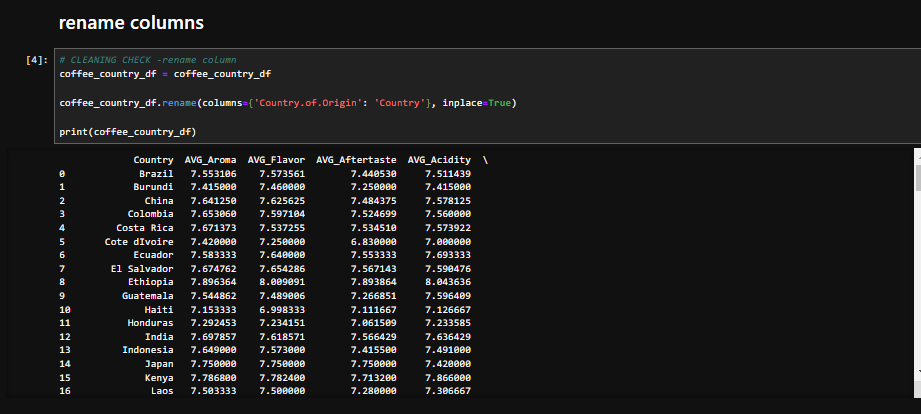 rename columns
[4]: # CLEANING CHECK -rename column
coffee_country_df = coffee_country_df
coffee_country_df.rename(columns={'Country.of.Origin': 'Country'}, inplace=True)
print(coffee_country_df)
Country AVG_Aroma AVG_Flavor AVG_Aftertaste AVG_Acidity \
0 Brazil 7.553106 7.573561 7.440530 7.511439
1 Burundi 7.415000 7.460000 7.250000 7.415000
2 China 7.641250 7.625625 7.484375 7.578125
3 Colombia 7.653060 7.597104 7.524699 7.560000
4 Costa Rica 7.671373 7.537255 7.534510 7.573922
5 Cote dIvoire 7.420000 7.250000 6.830000 7.000000
6 Ecuador 7.583333 7.640000 7.553333 7.693333
7 El Salvador 7.674762 7.654286 7.567143 7.590476
8 Ethiopia 7.896364 8.009091 7.893864 8.043636
9 Guatemala 7.544862 7.489006 7.266851 7.596409
10 Haiti 7.153333 6.998333 7.111667 7.126667
11 Honduras 7.292453 7.234151 7.061509 7.233585
12 India 7.697857 7.618571 7.566429 7.636429
13 Indonesia 7.649000 7.573000 7.415500 7.491000
14 Japan 7.750000 7.750000 7.750000 7.420000
15 Kenya 7.786800 7.782400 7.713200 7.866000
16 Laos 7.503333 7.500000 7.280000 7.306667